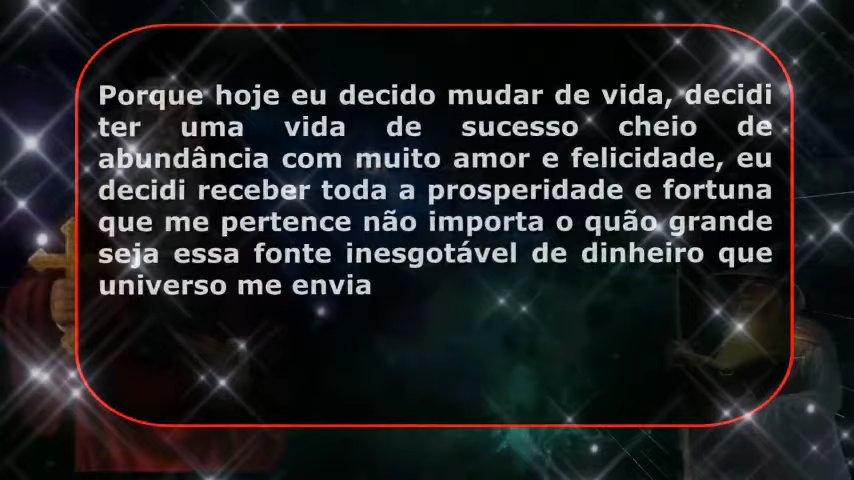 Porque hoje eu decido mudar de vida, decidi
ter uma vida de sucesso cheio de
abundância com muito amor e felicidade, eu
decidi receber toda a prosperidade e fortuna
que me pertence não importa o quão grande
seja essa fonte inesgotável de dinheiro que
universo me envia